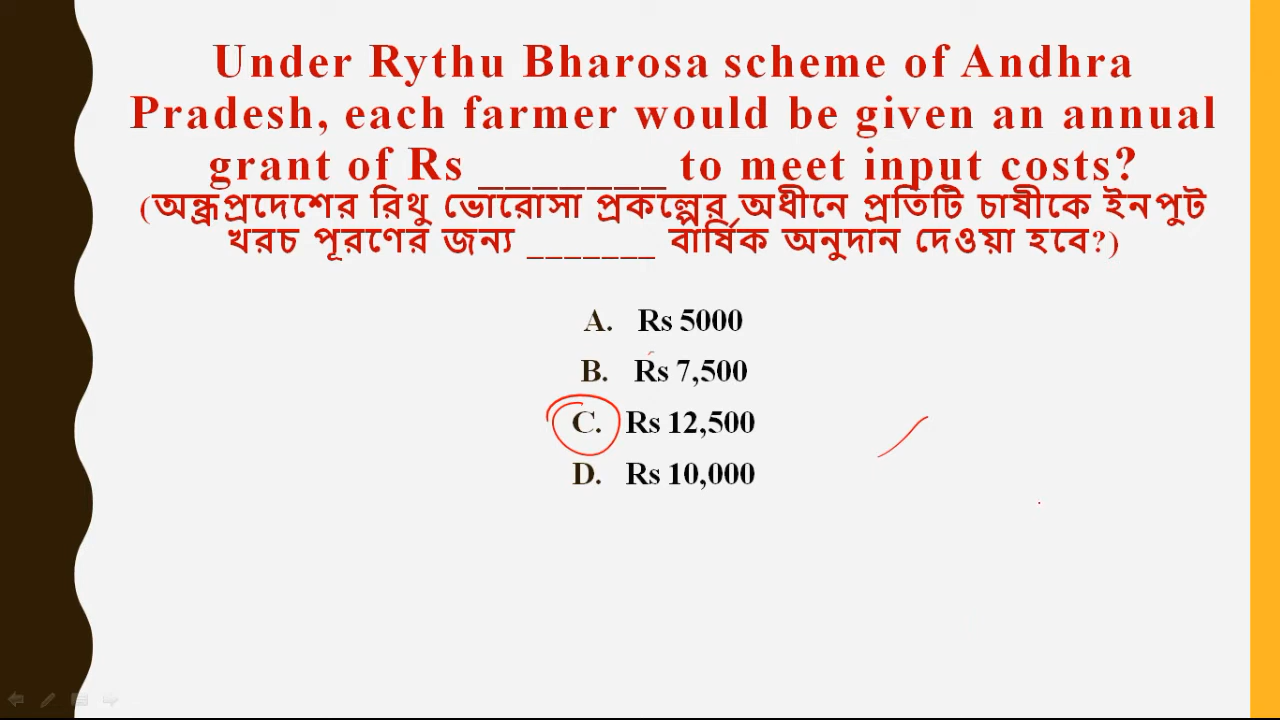 Under Rythu Bharosa scheme of Andhra
Pradesh, each farmer would be given an annual
grant of Rs _______ to meet input costs?
(অন্ধ্রপ্রদেশের রিথু ভোরোসা প্রকল্পের অধীনে প্রতিটি চাষীকে ইনপুট
খরচ পূরণের জন্য _______ বার্ষিক অনুদান দেওয়া হবে?)
A. Rs 5000
B. Rs 7,500
C. Rs 12,500
D. Rs 10,000